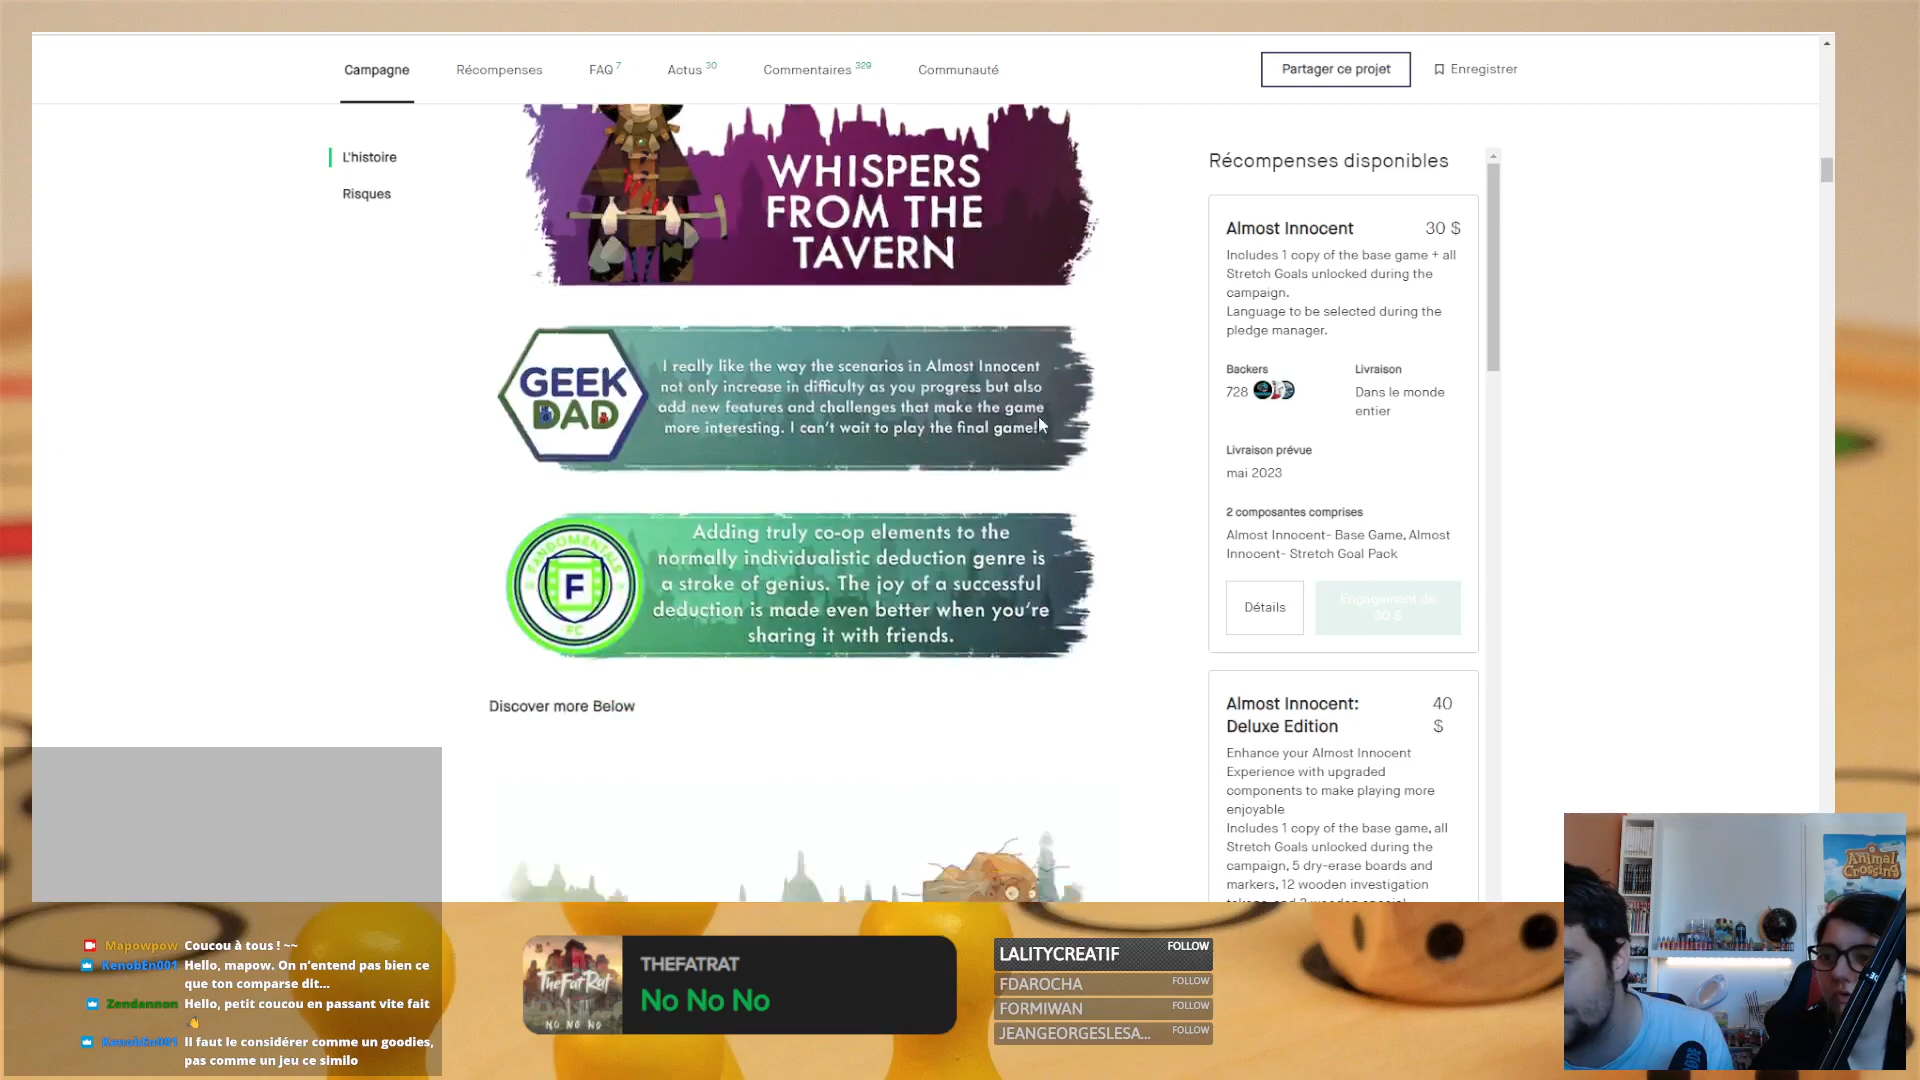 Campagne
Récompenses
FAQ 7
Actus 30
Commentaires 329
Communauté
Partager ce projet
Enregistrer
L'histoire
Risques
WHISPERS
FROM THE
TAVERN
GEEK
DAD
I really like the way the scenarios in Almost Innocent
not only increase in difficulty as you progress but also
add new features and challenges that make the game
more interesting. I can't wait to play the final game!
FANDOMENTALS
F
FC
Adding truly co-op elements to the
normally individualistic deduction genre is
a stroke of genius. The joy of a successful
deduction is made even better when you're
sharing it with friends.
Discover more Below
Récompenses disponibles
Almost Innocent
30 $
Includes 1 copy of the base game + all
Stretch Goals unlocked during the
campaign.
Language to be selected during the
pledge manager.
Backers
728
Livraison
Dans le monde
entier
Livraison prévue
mai 2023
2 composantes comprises
Almost Innocent- Base Game, Almost
Innocent- Stretch Goal Pack
Détails
Engagement de
30 $
Almost Innocent:
Deluxe Edition
40
$
Enhance your Almost Innocent
Experience with upgraded
components to make playing more
enjoyable
Includes 1 copy of the base game, all
Stretch Goals unlocked during the
campaign, 5 dry-erase boards and
markers, 12 wooden investigation
Mapowpow Coucou à tous ! ~~
KenobEn001 Hello, mapow. On n'entend pas bien ce
que ton comparse dit...
Zendannon Hello, petit coucou en passant vite fait
KenobEn001 Il faut le considérer comme un goodies,
pas comme un jeu ce similo
TheFatRat
NO NO NO
THEFATRAT
No No No
LALITYCREATIF FOLLOW
FDAROCHA FOLLOW
FORMIWAN FOLLOW
JEANGEORGESLESA... FOLLOW
ANIMAL
CROSSING